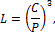 L = (C/P)³,